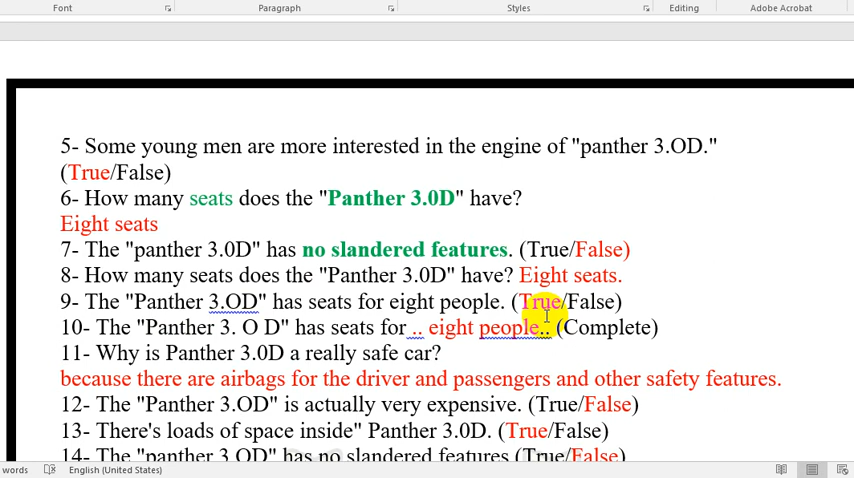 Font Paragraph Styles Editing Adobe Acrobat
5- Some young men are more interested in the engine of "panther 3.OD."
(True/False)
6- How many seats does the "Panther 3.0D" have?
Eight seats
7- The "panther 3.0D" has no slandered features. (True/False)
8- How many seats does the "Panther 3.0D" have? Eight seats.
9- The "Panther 3.OD" has seats for eight people. (True/False)
10- The "Panther 3. O D" has seats for .. eight people.. (Complete)
11- Why is Panther 3.0D a really safe car?
because there are airbags for the driver and passengers and other safety features.
12- The "Panther 3.OD" is actually very expensive. (True/False)
13- There's loads of space inside" Panther 3.0D. (True/False)
14- The "panther 3.OD" has no slandered features (True/False)
words English (United States)